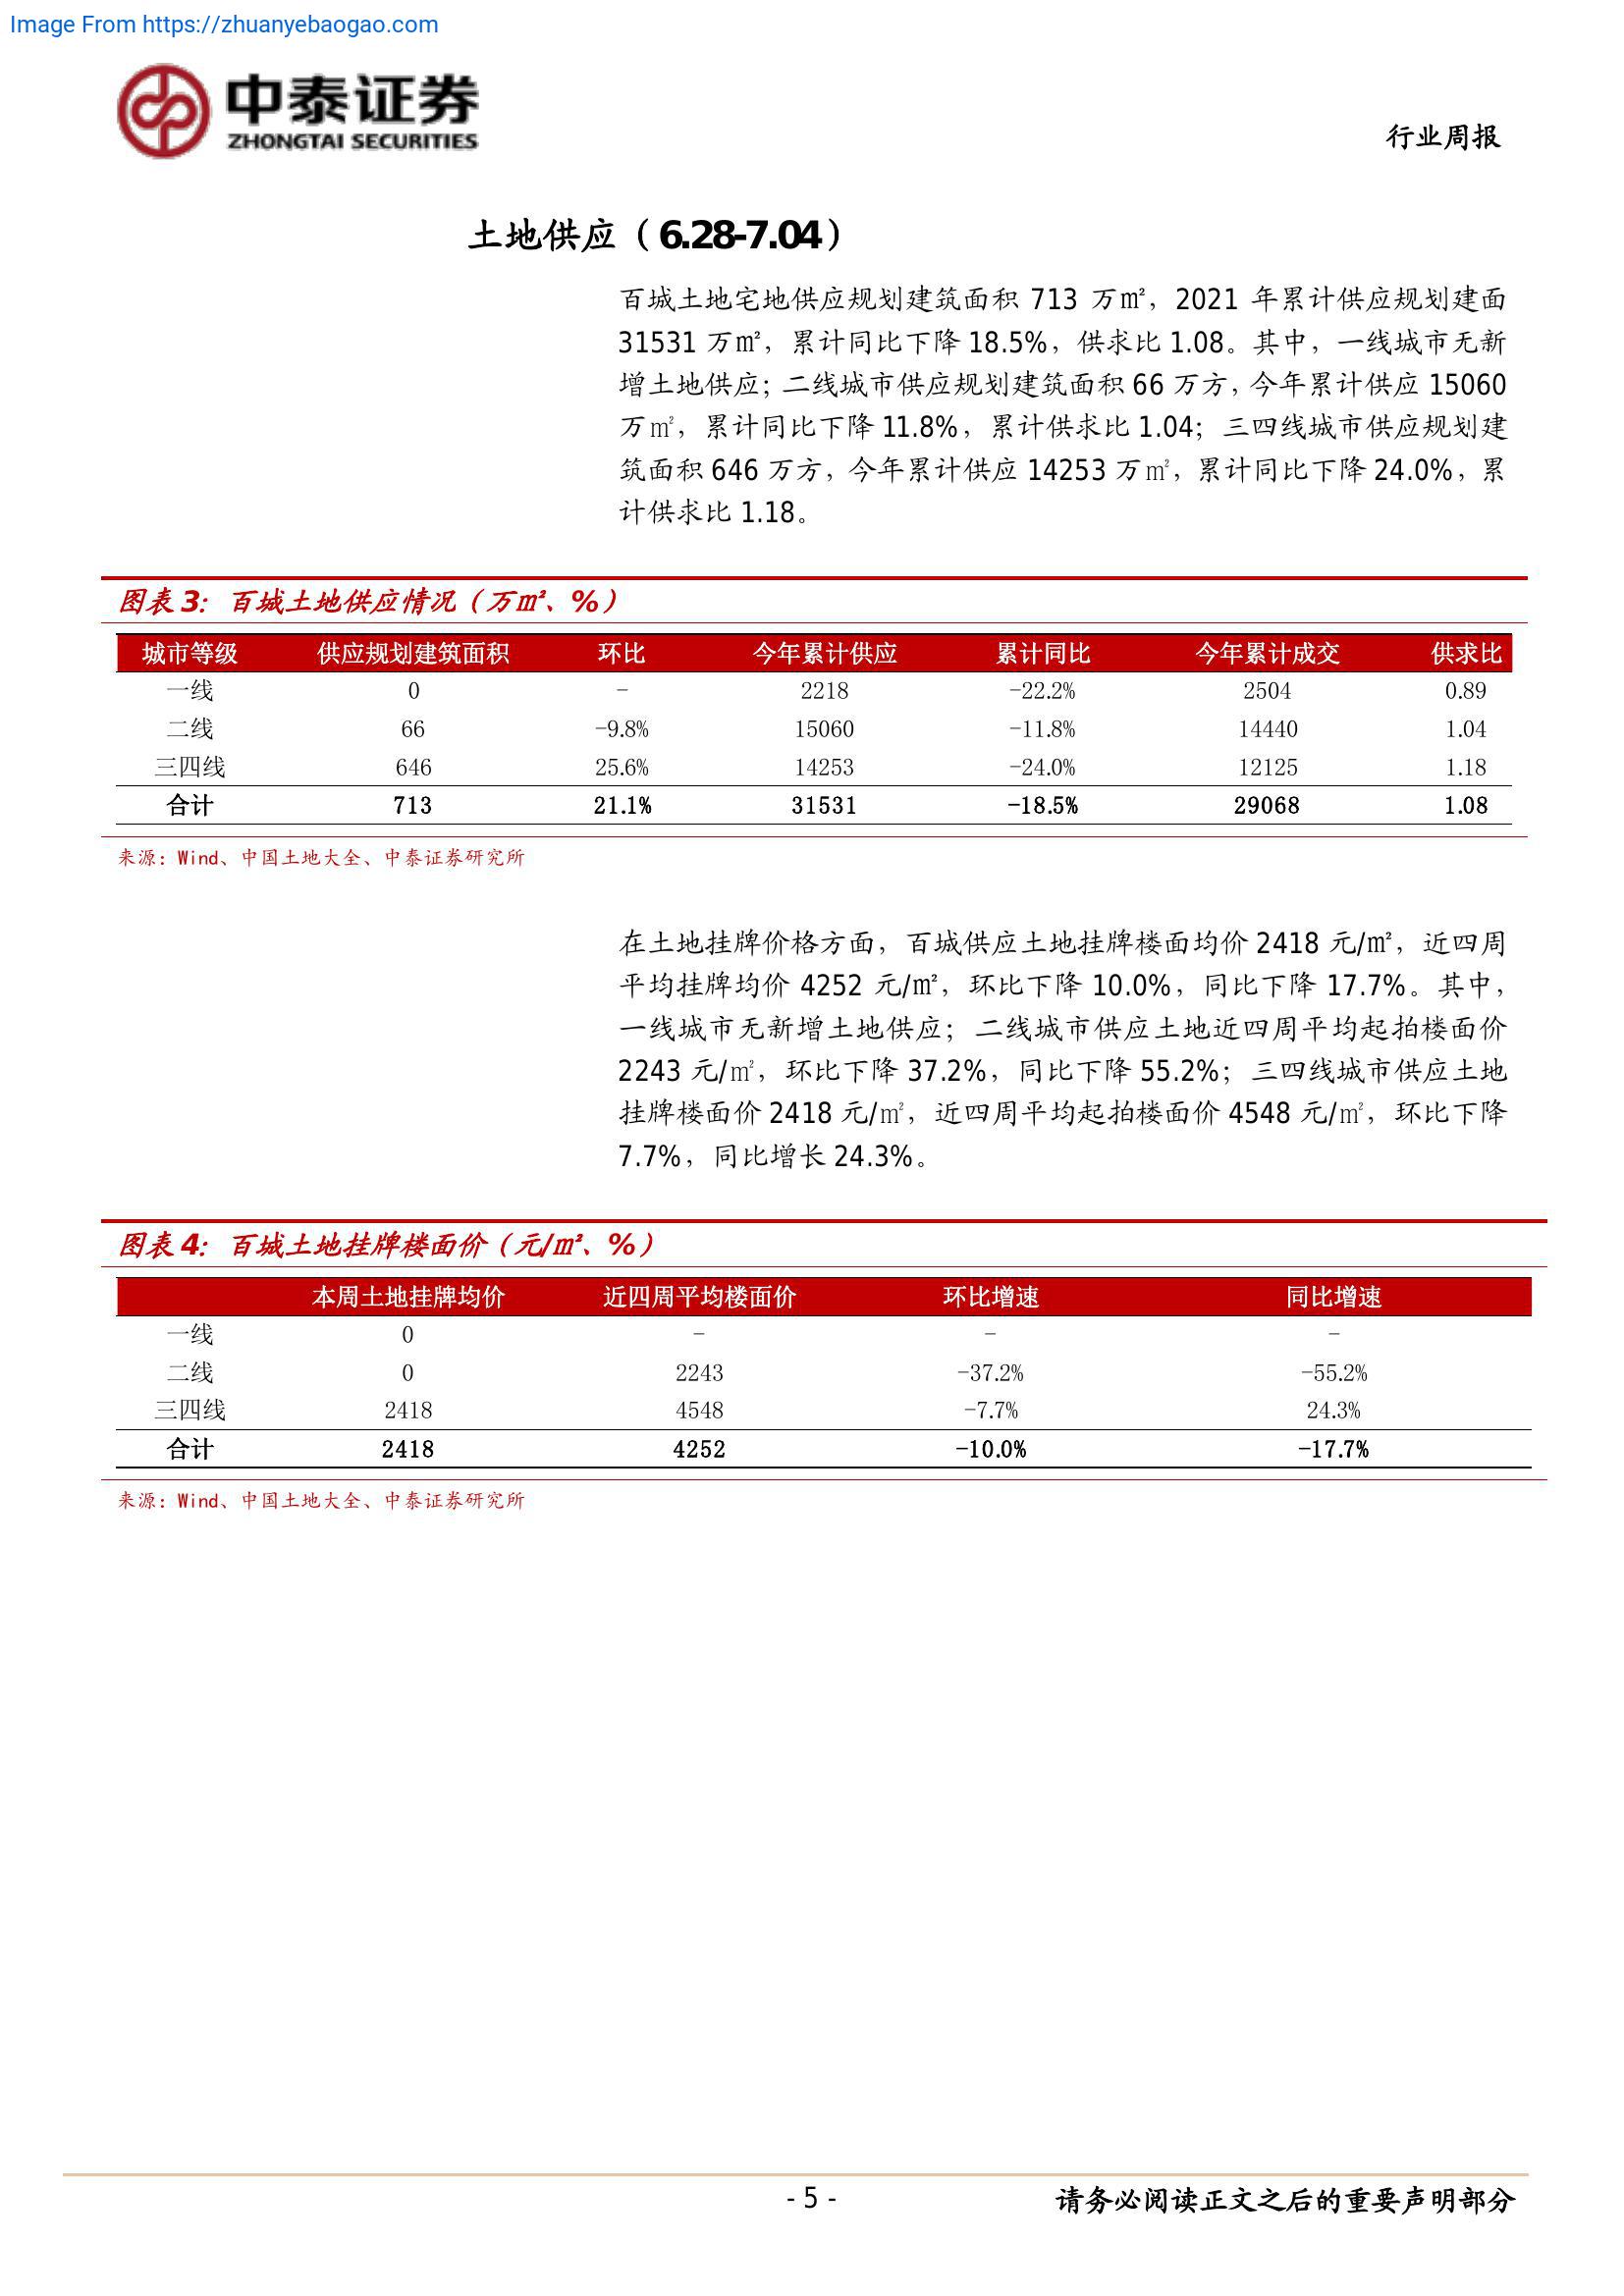 Image From https://zhuanyebaogao.com
中泰证券
ZHONGTAI SECURITIES
行业周报
土地供应（6.28-7.04）
百城土地宅地供应规划建筑面积 713 万㎡，2021 年累计供应规划建面
31531 万㎡，累计同比下降 18.5%，供求比 1.08。其中，一线城市无新
增土地供应；二线城市供应规划建筑面积 66 万方，今年累计供应 15060
万㎡，累计同比下降 11.8%，累计供求比 1.04；三四线城市供应规划建
筑面积 646 万方，今年累计供应 14253 万㎡，累计同比下降 24.0%，累
计供求比 1.18。
图表 3：百城土地供应情况（万㎡、%）
城市等级 供应规划建筑面积 环比 今年累计供应 累计同比 今年累计成交 供求比
一线 0 - 2218 -22.2% 2504 0.89
二线 66 -9.8% 15060 -11.8% 14440 1.04
三四线 646 25.6% 14253 -24.0% 12125 1.18
合计 713 21.1% 31531 -18.5% 29068 1.08
来源：Wind、中国土地大全、中泰证券研究所
在土地挂牌价格方面，百城供应土地挂牌楼面均价 2418 元/㎡，近四周
平均挂牌均价 4252 元/㎡，环比下降 10.0%，同比下降 17.7%。其中，
一线城市无新增土地供应；二线城市供应土地近四周平均起拍楼面价
2243 元/㎡，环比下降 37.2%，同比下降 55.2%；三四线城市供应土地
挂牌楼面价 2418 元/㎡，近四周平均起拍楼面价 4548 元/㎡，环比下降
7.7%，同比增长 24.3%。
图表 4：百城土地挂牌楼面价（元/㎡、%）
本周土地挂牌均价 近四周平均楼面价 环比增速 同比增速
一线 0 - - -
二线 0 2243 -37.2% -55.2%
三四线 2418 4548 -7.7% 24.3%
合计 2418 4252 -10.0% -17.7%
来源：Wind、中国土地大全、中泰证券研究所
- 5 -
请务必阅读正文之后的重要声明部分